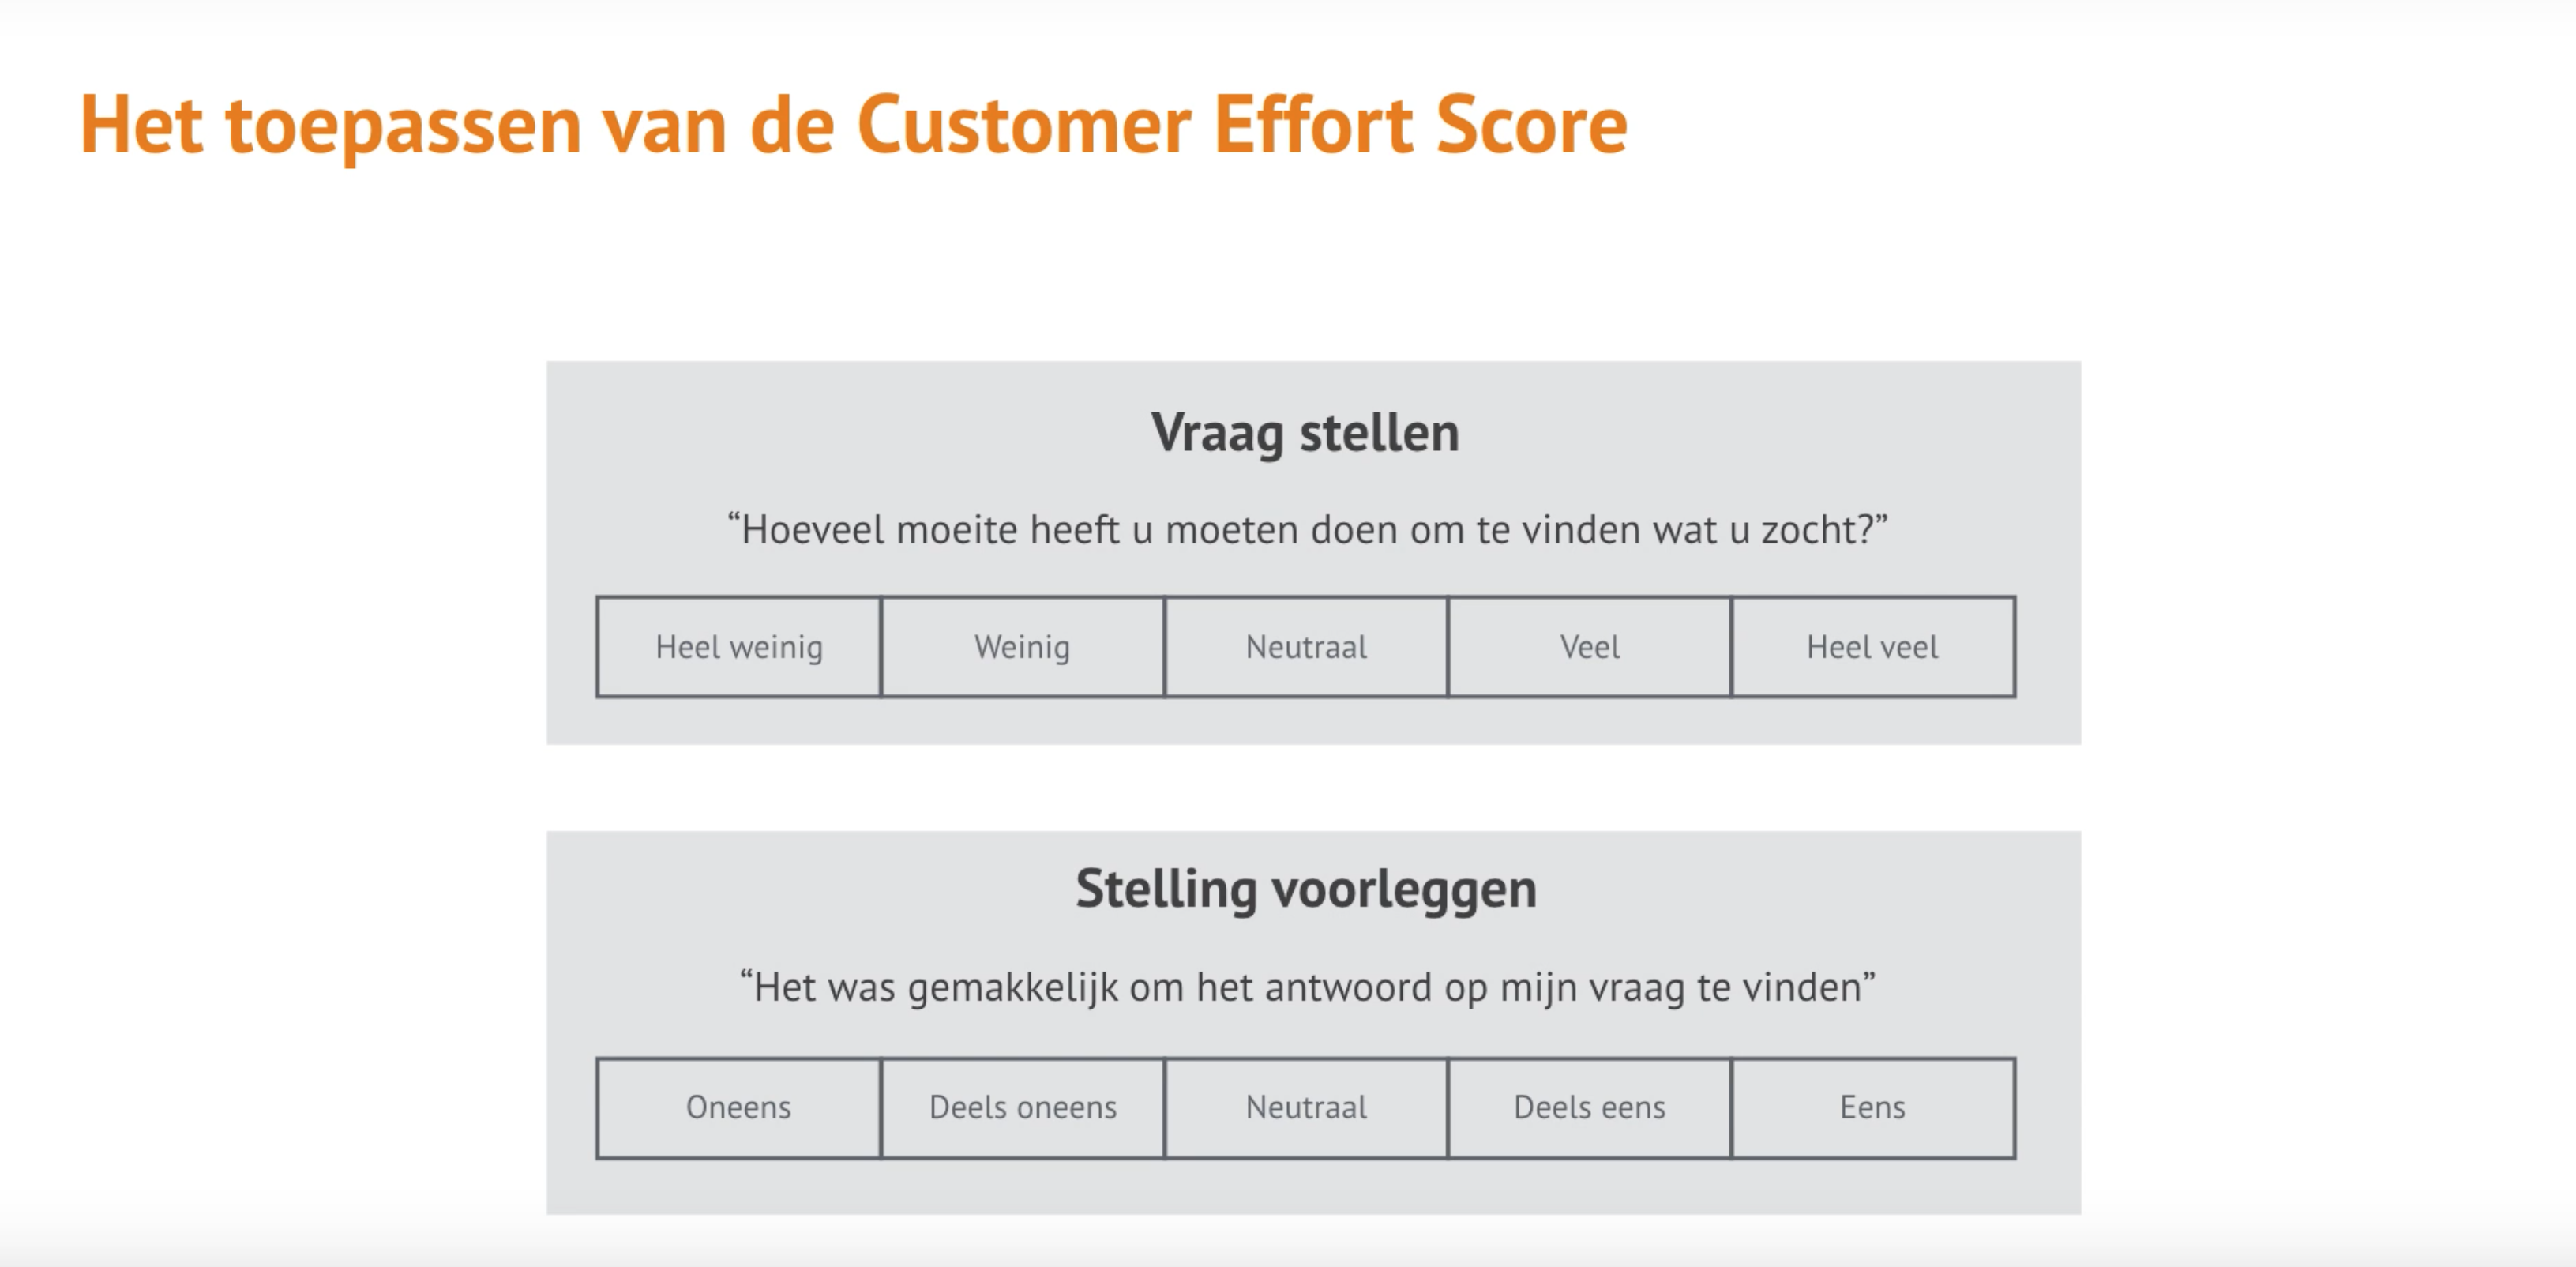 Het toepassen van de Customer Effort Score
Vraag stellen
“Hoeveel moeite heeft u moeten doen om te vinden wat u zocht?”
Heel weinig Weinig Neutraal Veel Heel veel
Stelling voorleggen
“Het was gemakkelijk om het antwoord op mijn vraag te vinden”
Oneens Deels oneens Neutraal Deels eens Eens